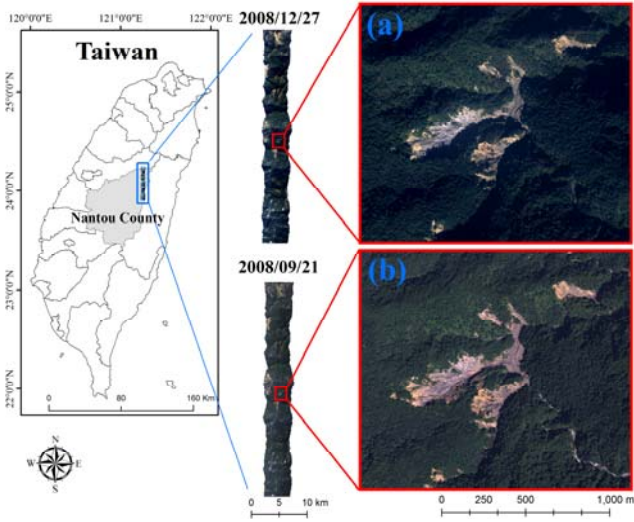 120°0'0"E 121°0'0"E 122°0'0"E
Taiwan
25°0'0"N
24°0'0"N
23°0'0"N
22°0'0"N
Nantou County
0 80 160 Km
N
W E
S
2008/12/27
2008/09/21
0 5 10 km
(a)
(b)
0 250 500 1,000 m